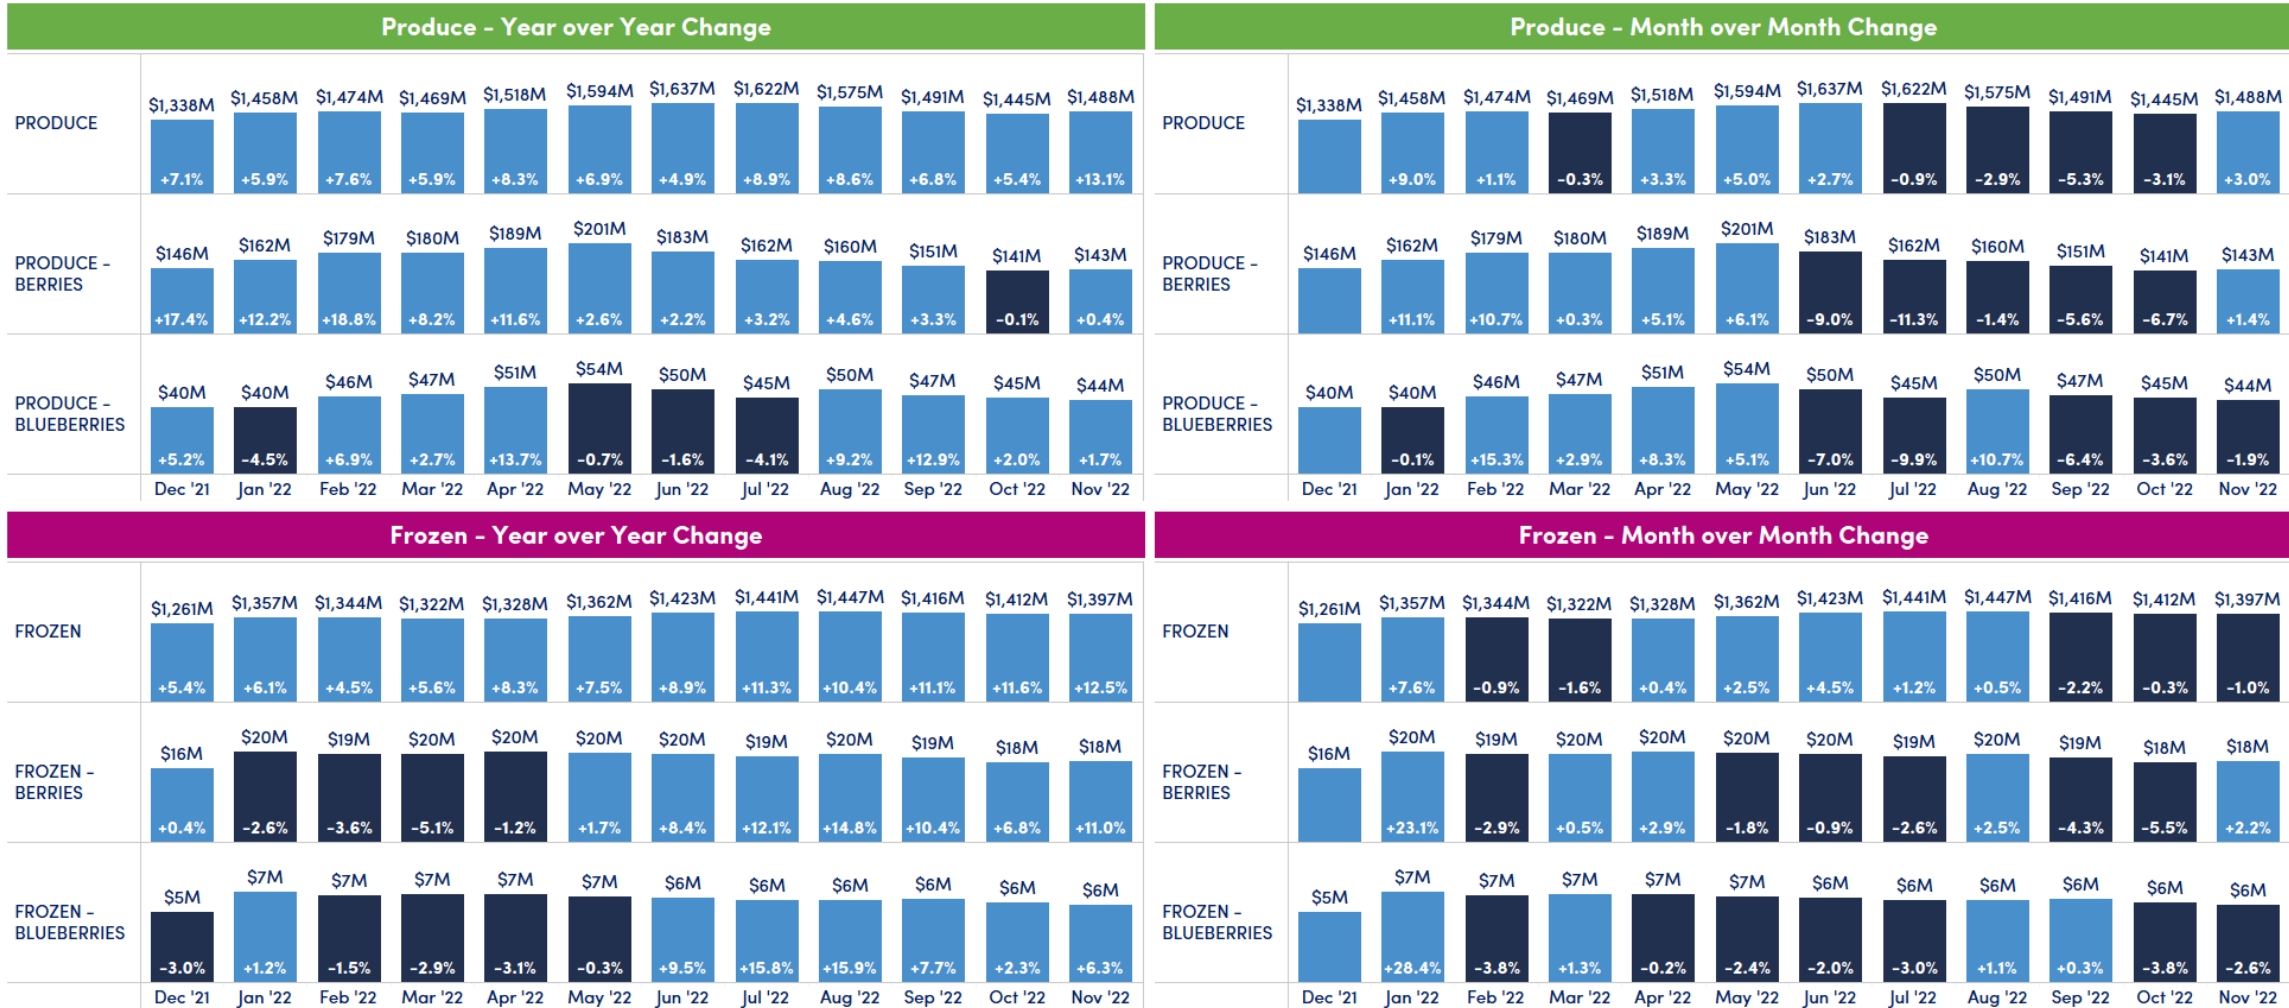 Produce - Year over Year Change
PRODUCE
$1,338M $1,458M $1,474M $1,469M $1,518M $1,594M $1,637M $1,622M $1,575M $1,491M $1,445M $1,488M
+7.1% +5.9% +7.6% +5.9% +8.3% +6.9% +4.9% +8.9% +8.6% +6.8% +5.4% +13.1%
PRODUCE -
BERRIES
$146M $162M $179M $180M $189M $201M $183M $162M $160M $151M $141M $143M
+17.4% +12.2% +18.8% +8.2% +11.6% +2.6% +2.2% +3.2% +4.6% +3.3% -0.1% +0.4%
PRODUCE -
BLUEBERRIES
$40M $40M $46M $47M $51M $54M $50M $45M $50M $47M $45M $44M
+5.2% -4.5% +6.9% +2.7% +13.7% -0.7% -1.6% -4.1% +9.2% +12.9% +2.0% +1.7%
Dec '21 Jan '22 Feb '22 Mar '22 Apr '22 May '22 Jun '22 Jul '22 Aug '22 Sep '22 Oct '22 Nov '22
Produce - Month over Month Change
PRODUCE
$1,338M $1,458M $1,474M $1,469M $1,518M $1,594M $1,637M $1,622M $1,575M $1,491M $1,445M $1,488M
+9.0% +1.1% -0.3% +3.3% +5.0% +2.7% -0.9% -2.9% -5.3% -3.1% +3.0%
PRODUCE -
BERRIES
$146M $162M $179M $180M $189M $201M $183M $162M $160M $151M $141M $143M
+11.1% +10.7% +0.3% +5.1% +6.1% -9.0% -11.3% -1.4% -5.6% -6.7% +1.4%
PRODUCE -
BLUEBERRIES
$40M $40M $46M $47M $51M $54M $50M $45M $50M $47M $45M $44M
-0.1% +15.3% +2.9% +8.3% +5.1% -7.0% -9.9% +10.7% -6.4% -3.6% -1.9%
Dec '21 Jan '22 Feb '22 Mar '22 Apr '22 May '22 Jun '22 Jul '22 Aug '22 Sep '22 Oct '22 Nov '22
Frozen - Year over Year Change
FROZEN
$1,261M $1,357M $1,344M $1,322M $1,328M $1,362M $1,423M $1,441M $1,447M $1,416M $1,412M $1,397M
+5.4% +6.1% +4.5% +5.6% +8.3% +7.5% +8.9% +11.3% +10.4% +11.1% +11.6% +12.5%
FROZEN -
BERRIES
$16M $20M $19M $20M $20M $20M $20M $19M $20M $19M $18M $18M
+0.4% -2.6% -3.6% -5.1% -1.2% +1.7% +8.4% +12.1% +14.8% +10.4% +6.8% +11.0%
FROZEN -
BLUEBERRIES
$5M $7M $7M $7M $7M $7M $6M $6M $6M $6M $6M $6M
-3.0% +1.2% -1.5% -2.9% -3.1% -0.3% +9.5% +15.8% +15.9% +7.7% +2.3% +6.3%
Dec '21 Jan '22 Feb '22 Mar '22 Apr '22 May '22 Jun '22 Jul '22 Aug '22 Sep '22 Oct '22 Nov '22
Frozen - Month over Month Change
FROZEN
$1,261M $1,357M $1,344M $1,322M $1,328M $1,362M $1,423M $1,441M $1,447M $1,416M $1,412M $1,397M
+7.6% -0.9% -1.6% +0.4% +2.5% +4.5% +1.2% +0.5% -2.2% -0.3% -1.0%
FROZEN -
BERRIES
$16M $20M $19M $20M $20M $20M $20M $19M $20M $19M $18M $18M
+23.1% -2.9% +0.5% +2.9% -1.8% -0.9% -2.6% +2.5% -4.3% -5.5% +2.2%
FROZEN -
BLUEBERRIES
$5M $7M $7M $7M $7M $7M $6M $6M $6M $6M $6M $6M
+28.4% -3.8% +1.3% -0.2% -2.4% -2.0% -3.0% +1.1% +0.3% -3.8% -2.6%
Dec '21 Jan '22 Feb '22 Mar '22 Apr '22 May '22 Jun '22 Jul '22 Aug '22 Sep '22 Oct '22 Nov '22